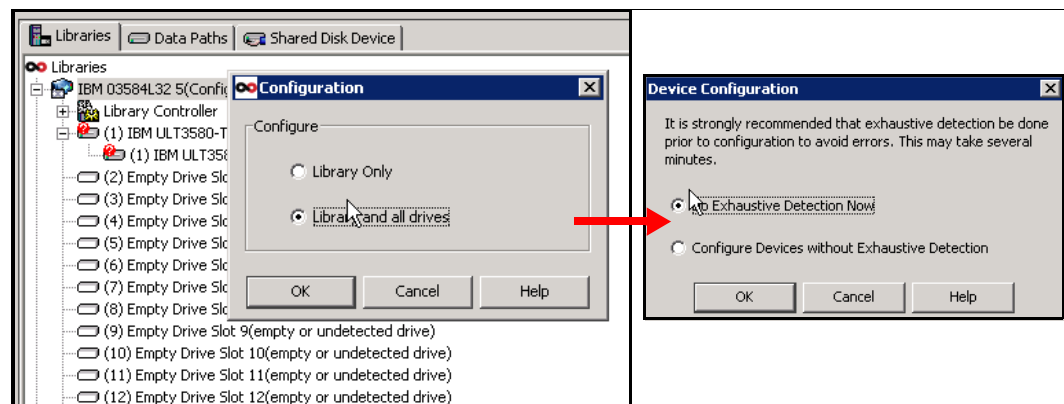 Libraries
Data Paths
Shared Disk Device
Libraries
IBM 03584L32 5(Config
Library Controller
(1) IBM ULT3580-T
(1) IBM ULT358
(2) Empty Drive Slo
(3) Empty Drive Slo
(4) Empty Drive Slo
(5) Empty Drive Slo
(6) Empty Drive Slo
(7) Empty Drive Slo
(8) Empty Drive Slo
(9) Empty Drive Slot 9(empty or undetected drive)
(10) Empty Drive Slot 10(empty or undetected drive)
(11) Empty Drive Slot 11(empty or undetected drive)
(12) Empty Drive Slot 12(empty or undetected drive)
Configuration
Configure
Library Only
Library and all drives
OK
Cancel
Help
Device Configuration
It is strongly recommended that exhaustive detection be done
prior to configuration to avoid errors. This may take several
minutes.
Do Exhaustive Detection Now
Configure Devices without Exhaustive Detection
OK
Cancel
Help